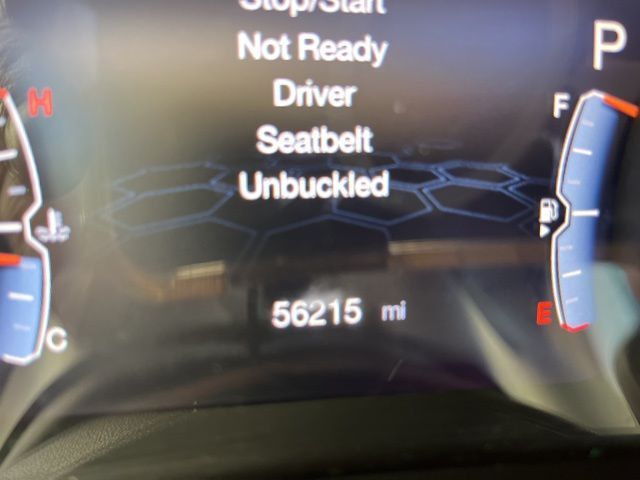 Stop/Start
Not Ready
P
Driver
H
F
Seatbelt
Unbuckled
56215 mi
E
C